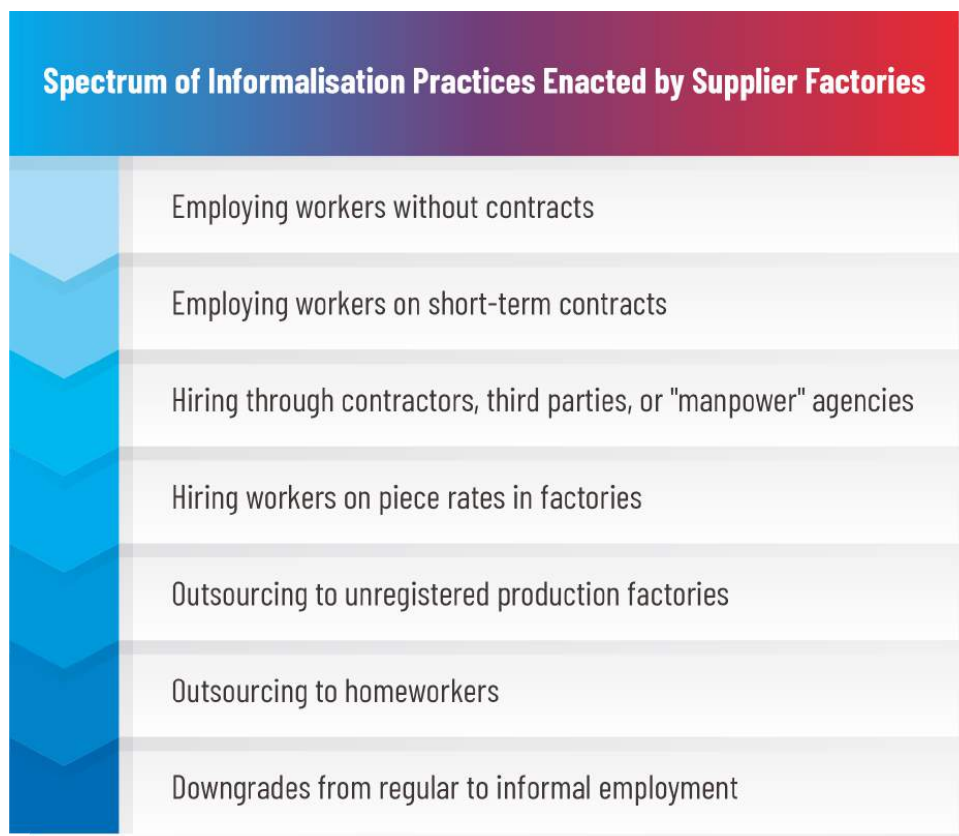 Spectrum of Informalisation Practices Enacted by Supplier Factories
Employing workers without contracts
Employing workers on short-term contracts
Hiring through contractors, third parties, or "manpower" agencies
Hiring workers on piece rates in factories
Outsourcing to unregistered production factories
Outsourcing to homeworkers
Downgrades from regular to informal employment